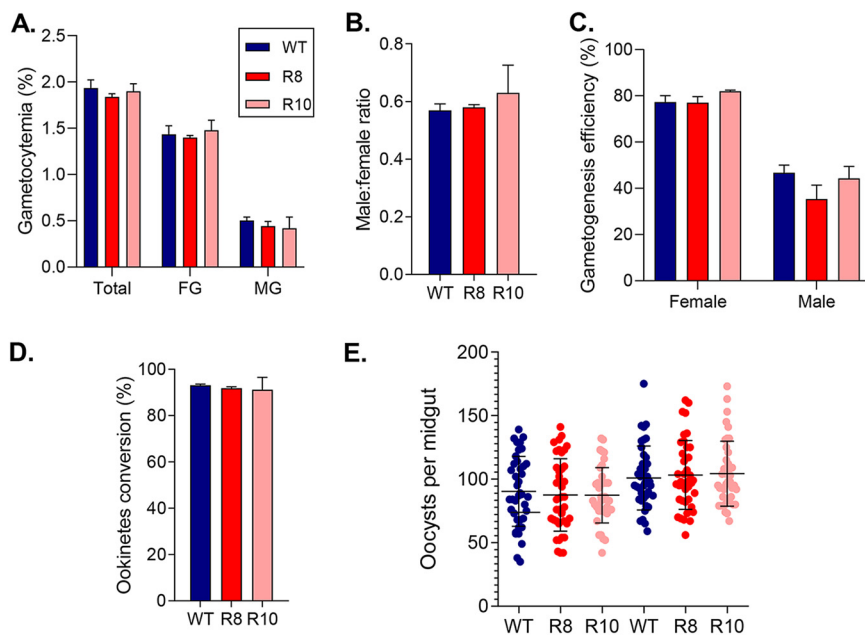 A.
Gametocytemia (%)
2.5
2.0
1.5
1.0
0.5
0.0
Total FG MG
WT
R8
R10
B.
Male:female ratio
0.8
0.6
0.4
0.2
0.0
WT R8 R10
C.
Gametogenesis efficiency (%)
100
80
60
40
20
0
Female Male
D.
Ookinetes conversion (%)
100
80
60
40
20
0
WT R8 R10
E.
Oocysts per midgut
200
150
100
50
0
WT R8 R10 WT R8 R10